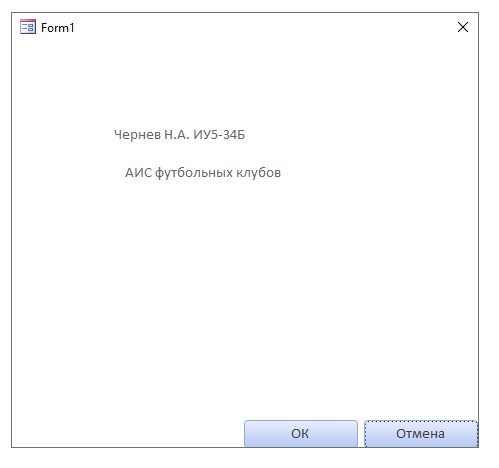 Form1
Чернев Н.А. ИУ5-34Б
АИС футбольных клубов
ОК Отмена